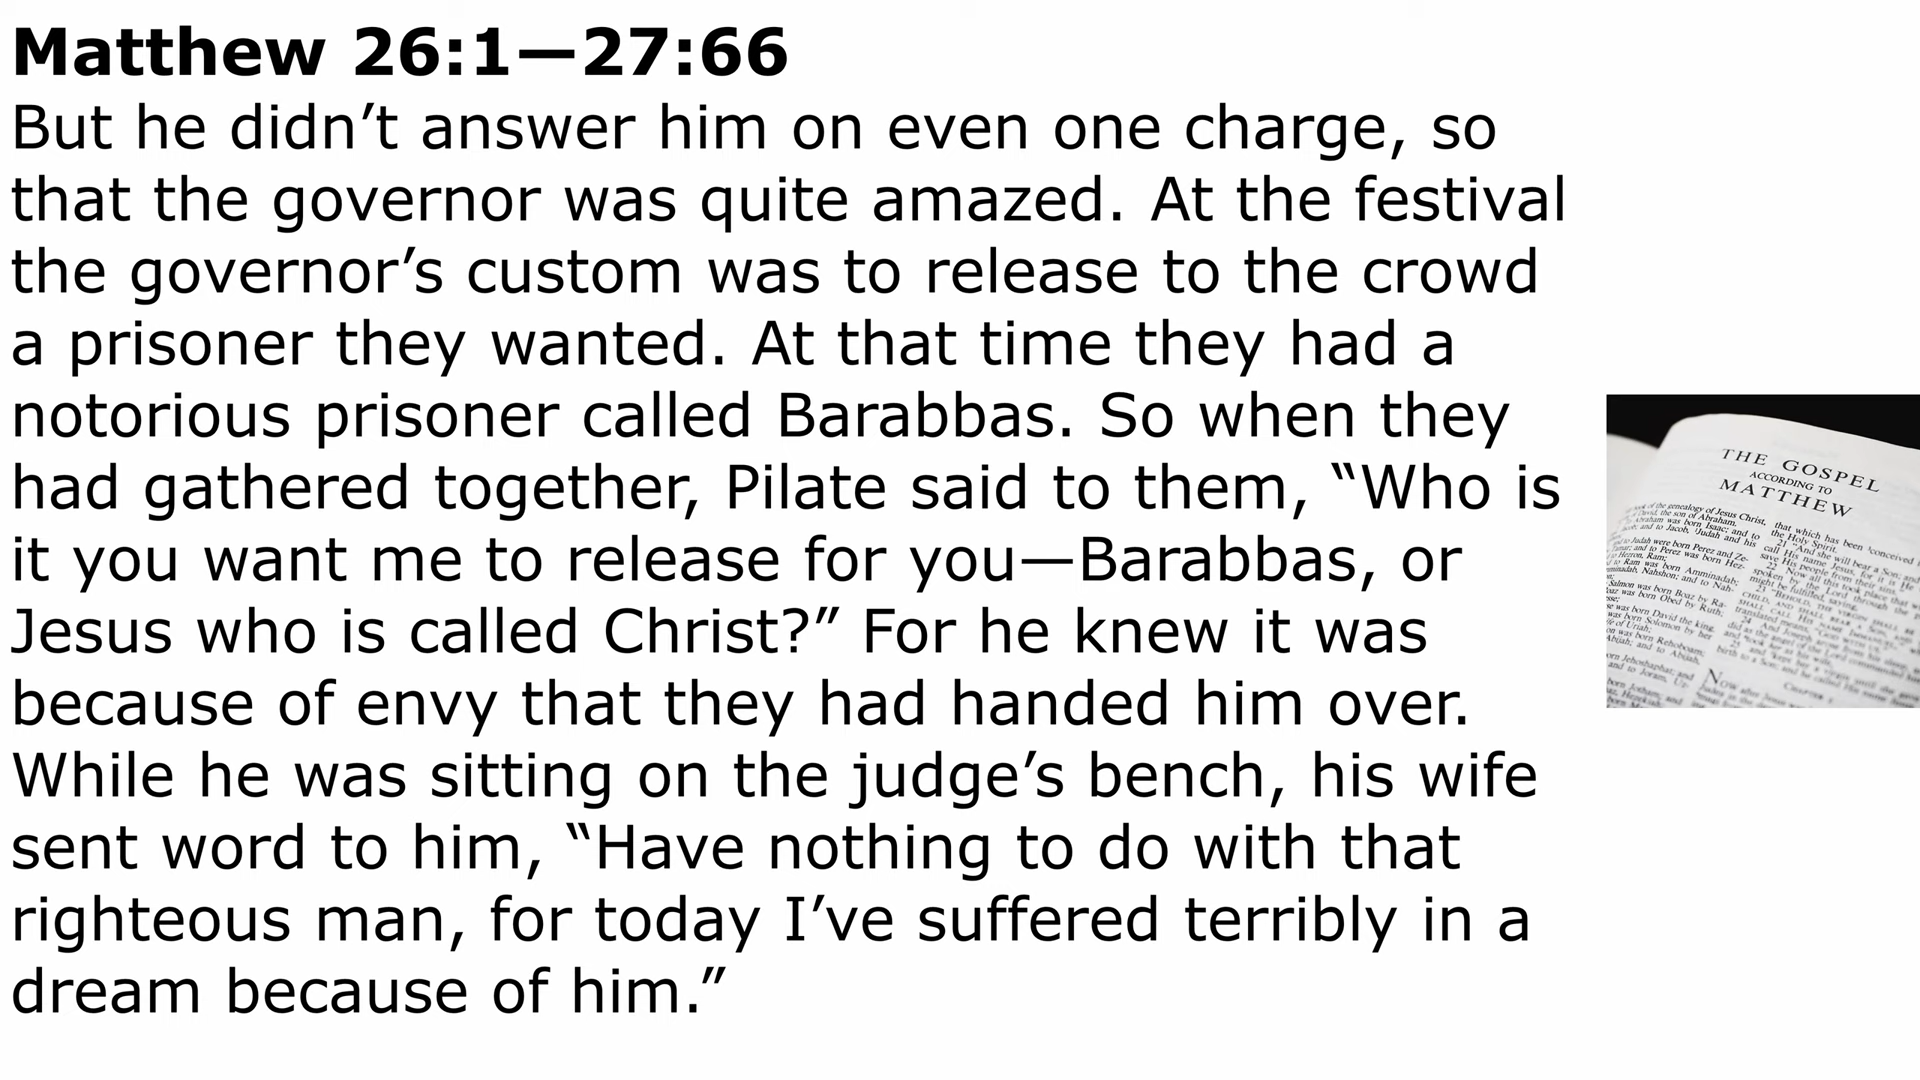 Matthew 26:1—27:66
But he didn’t answer him on even one charge, so
that the governor was quite amazed. At the festival
the governor’s custom was to release to the crowd
a prisoner they wanted. At that time they had a
notorious prisoner called Barabbas. So when they
had gathered together, Pilate said to them, “Who is
it you want me to release for you—Barabbas, or
Jesus who is called Christ?” For he knew it was
because of envy that they had handed him over.
While he was sitting on the judge’s bench, his wife
sent word to him, “Have nothing to do with that
righteous man, for today I’ve suffered terribly in a
dream because of him.”
THE GOSPEL
ACCORDING TO
MATTHEW